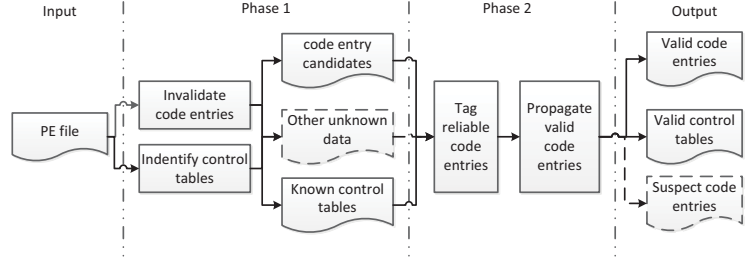 Input
Phase 1
Phase 2
Output
PE file
Invalidate
code entries
Indentify control
tables
code entry
candidates
Other unknown
data
Known control
tables
Tag
reliable
code
entries
Propagate
valid
code
entries
Valid code
entries
Valid control
tables
Suspect code
entries